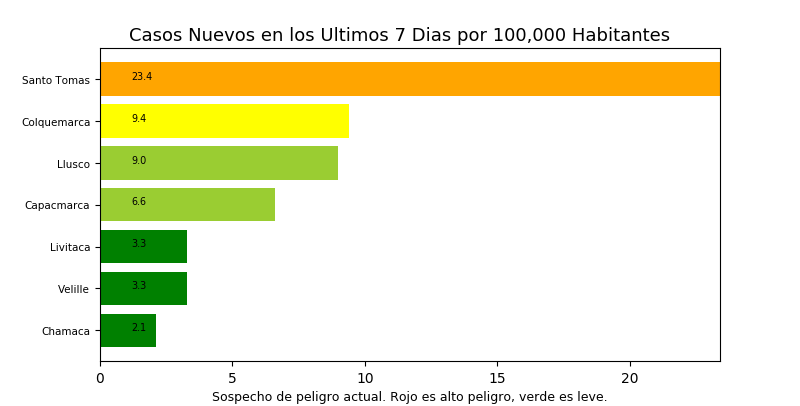 Casos Nuevos en los Ultimos 7 Dias por 100,000 Habitantes
Santo Tomas 23.4
Colquemarca 9.4
Llusco 9.0
Capacmarca 6.6
Livitaca 3.3
Velille 3.3
Chamaca 2.1
0 5 10 15 20
Sospecho de peligro actual. Rojo es alto peligro, verde es leve.